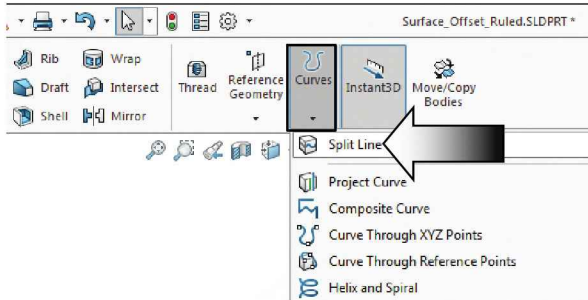 Surface_Offset_Ruled.SLDPRT *
Rib Wrap
Draft Intersect
Shell Mirror
Thread
Reference
Geometry
Curves
Instant3D
Move/Copy
Bodies
Split Line
Project Curve
Composite Curve
Curve Through XYZ Points
Curve Through Reference Points
Helix and Spiral